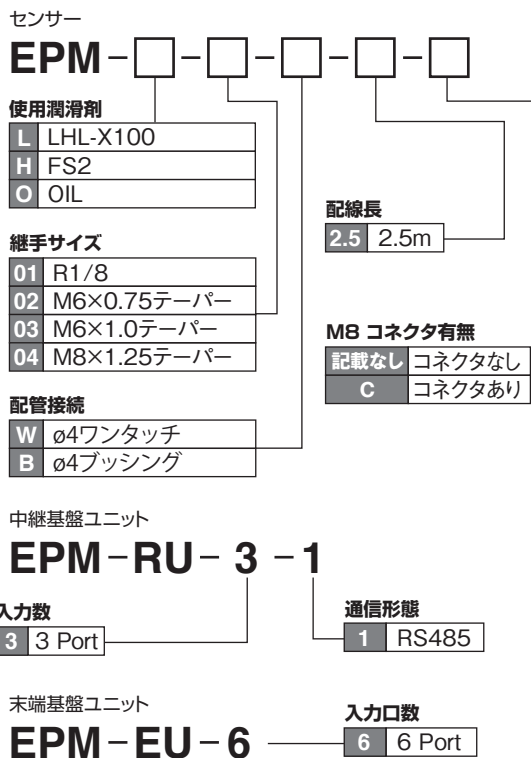 センサー
EPM-□-□-□-□-□
使用潤滑剤
L LHL-X100
H FS2
O OIL
継手サイズ
01 R1/8
02 M6×0.75テーパー
03 M6×1.0テーパー
04 M8×1.25テーパー
配管接続
W ø4ワンタッチ
B ø4ブッシング
配線長
2.5 2.5m
M8 コネクタ有無
記載なし コネクタなし
C コネクタあり
中継基盤ユニット
EPM-RU-3-1
入力数
3 3 Port
通信形態
1 RS485
末端基盤ユニット
EPM-EU-6
入力口数
6 6 Port